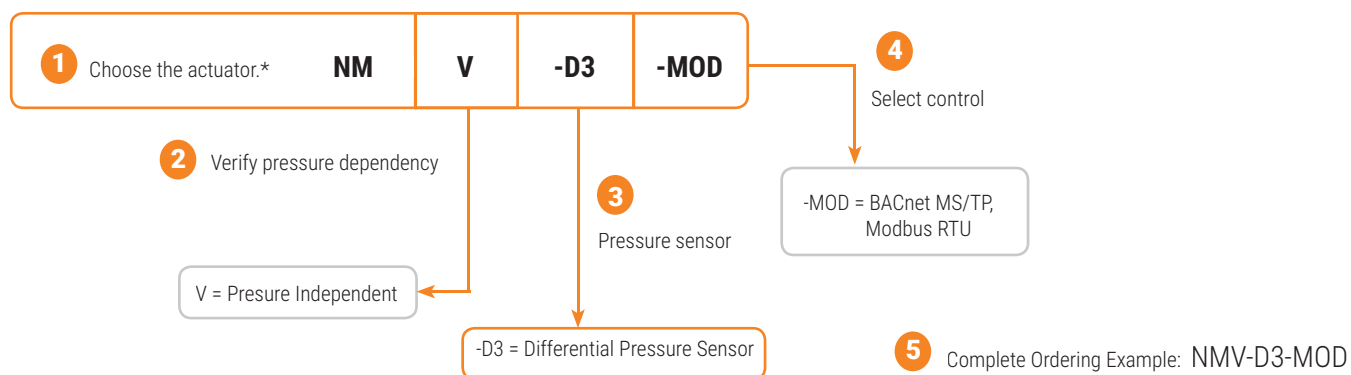 1 Choose the actuator.* NM V -D3 -MOD
4
Select control
2 Verify pressure dependency
3
Pressure sensor
-MOD = BACnet MS/TP,
Modbus RTU
V = Presure Independent
-D3 = Differential Pressure Sensor
5 Complete Ordering Example: NMV-D3-MOD